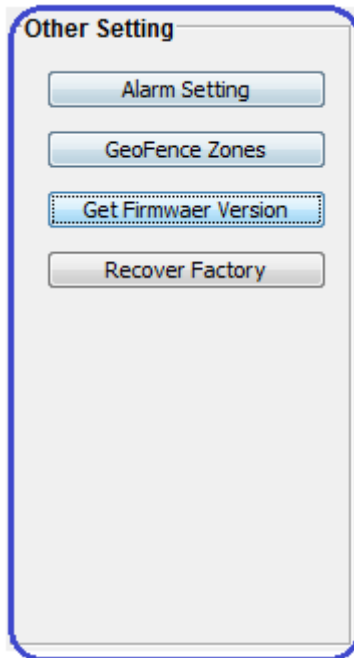 Other Setting
Alarm Setting
GeoFence Zones
Get Firmwaer Version
Recover Factory